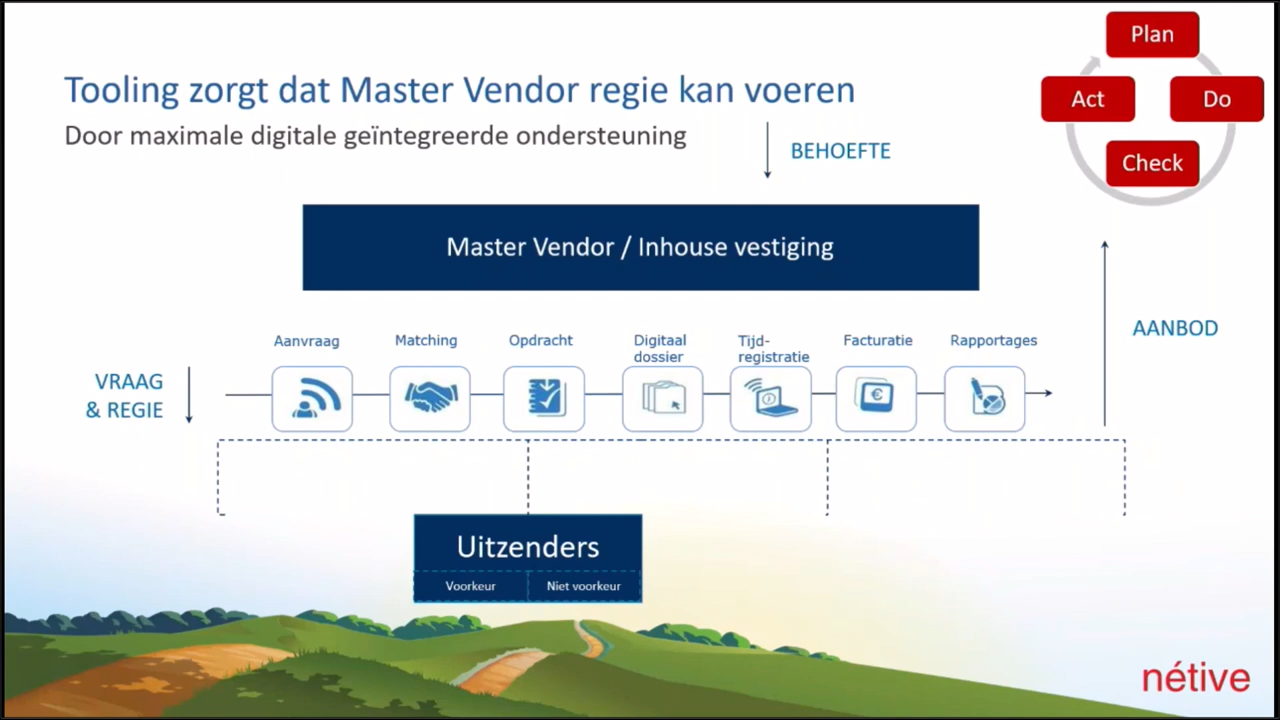 Tooling zorgt dat Master Vendor regie kan voeren
Door maximale digitale geïntegreerde ondersteuning
BEHOEFTE
Plan
Act
Do
Check
Master Vendor / Inhouse vestiging
AANBOD
VRAAG
& REGIE
Aanvraag
Matching
Opdracht
Digitaal
dossier
Tijd-
registratie
Facturatie
Rapportages
€
Uitzenders
Voorkeur
Niet voorkeur
nétive